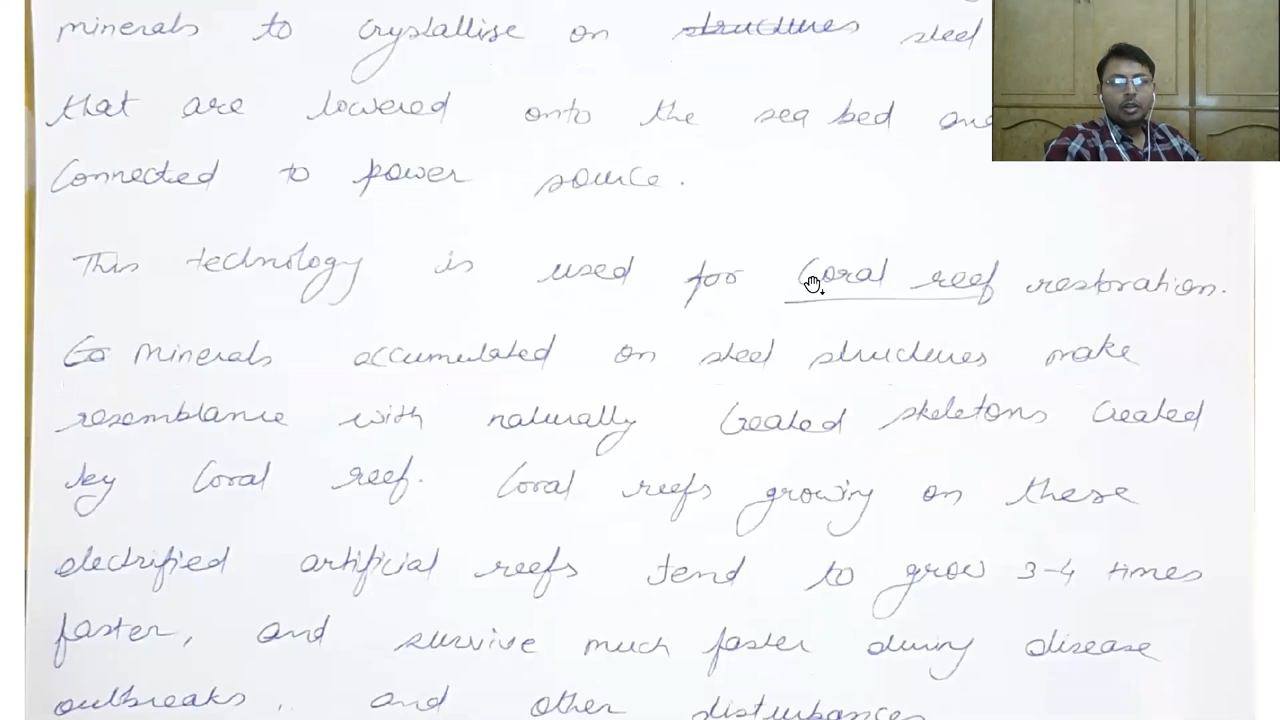 minerals to crystallise on structures steel
that are lowered onto the sea bed and
Connected to power source.
This technology is used for Coral reef restoration.
Co minerals accumulated on steel structures make
resemblance with naturally created skeletons created
by Coral reef. Coral reefs growing on these
electrified artificial reefs tend to grow 3-4 times
faster, and survive much faster during disease
outbreaks, and other disturbances